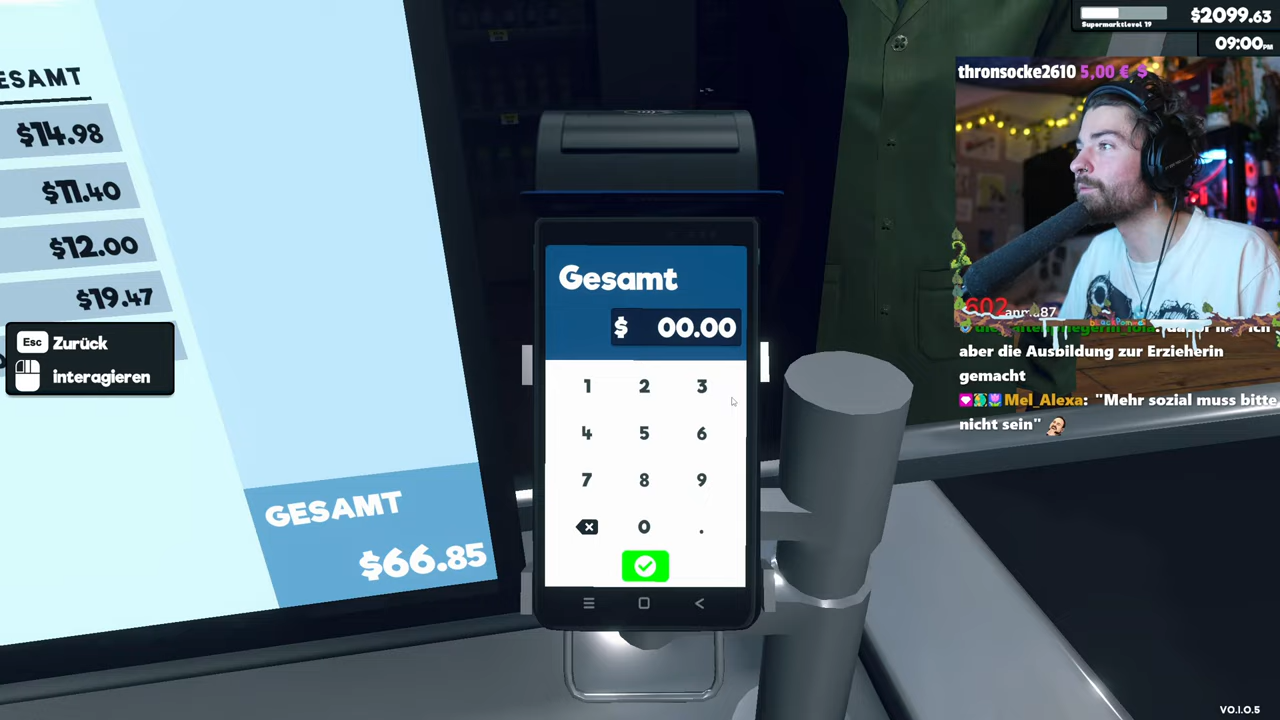 ESAMT
$14.98
$11.40
$12.00
$19.47
Esc Zurück
interagieren
GESAMT
$66.85
Gesamt
$ 00.00
1 2 3
4 5 6
7 8 9
0 .
$2099.63
Supermarktlevel 19
09:00PM
thronsocke2610 5,00 € $
602
aber die Ausbildung zur Erzieherin
gemacht
Mel_Alexa: "Mehr sozial muss bitte
nicht sein"
V0.1.0.5